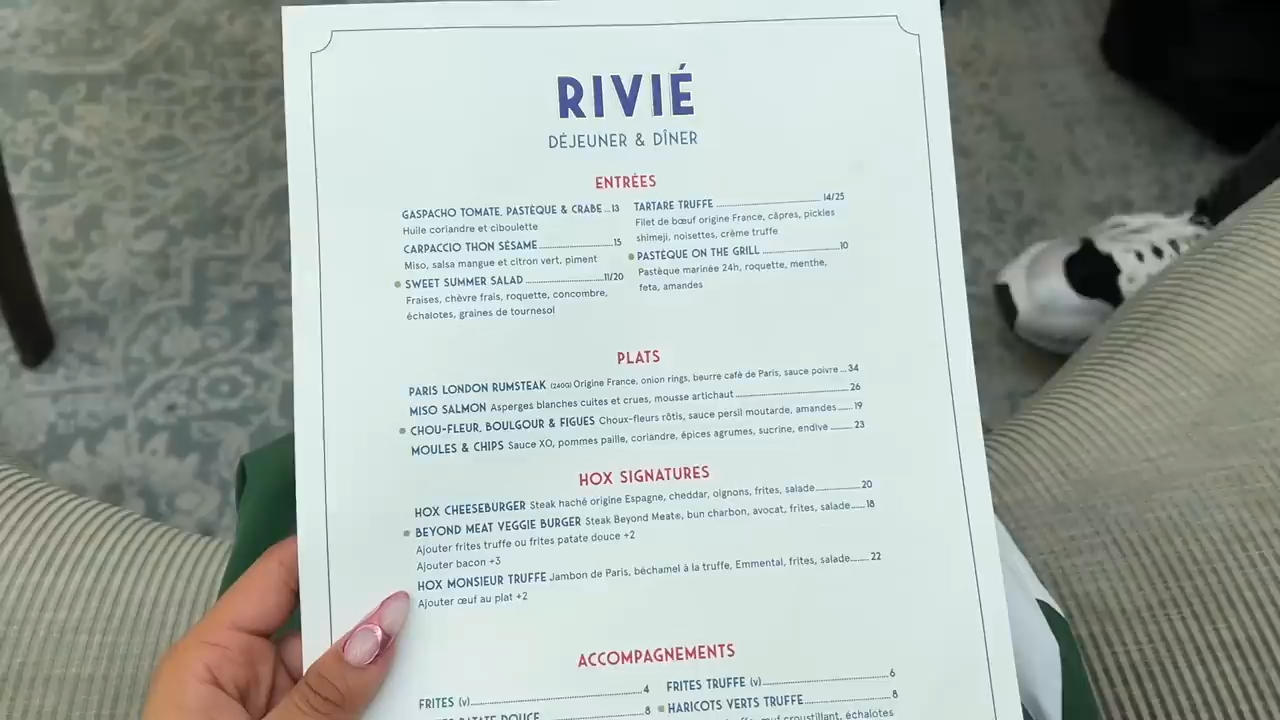 RIVIÉ
DÉJEUNER & DÎNER
ENTRÉES
GASPACHO TOMATE, PASTÈQUE & CRABE...13
Huile coriandre et ciboulette
CARPACCIO THON SÉSAME...15
Miso, salsa mangue et citron vert, piment
SWEET SUMMER SALAD...11/20
Fraises, chèvre frais, roquette, concombre,
échalotes, graines de tournesol
TARTARE TRUFFE...14/25
Filet de bœuf origine France, câpres, pickles
shimeji, noisettes, crème truffe
PASTÈQUE ON THE GRILL...10
Pastèque marinée 24h, roquette, menthe,
feta, amandes
PLATS
PARIS LONDON RUMSTEAK (240G) Origine France, onion rings, beurre café de Paris, sauce poivre...34
MISO SALMON Asperges blanches cuites et crues, mousse artichaut...26
CHOU-FLEUR, BOULGOUR & FIGUES Choux-fleurs rôtis, sauce persil moutarde, amandes...19
MOULES & CHIPS Sauce XO, pommes paille, coriandre, épices agrumes, sucrine, endive...23
HOX SIGNATURES
HOX CHEESEBURGER Steak haché origine Espagne, cheddar, oignons, frites, salade...20
BEYOND MEAT VEGGIE BURGER Steak Beyond Meat®, bun charbon, avocat, frites, salade...18
Ajouter frites truffe ou frites patate douce +2
Ajouter bacon +3
HOX MONSIEUR TRUFFE Jambon de Paris, béchamel à la truffe, Emmental, frites, salade...22
Ajouter œuf au plat +2
ACCOMPAGNEMENTS
FRITES (v)...4
PATATE DOUCE...8
FRITES TRUFFE (v)...6
HARICOTS VERTS TRUFFE...8
œuf croustillant, échalotes